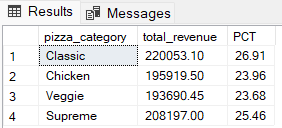 Results Messages
pizza_category total_revenue PCT
1 Classic 220053.10 26.91
2 Chicken 195919.50 23.96
3 Veggie 193690.45 23.68
4 Supreme 208197.00 25.46